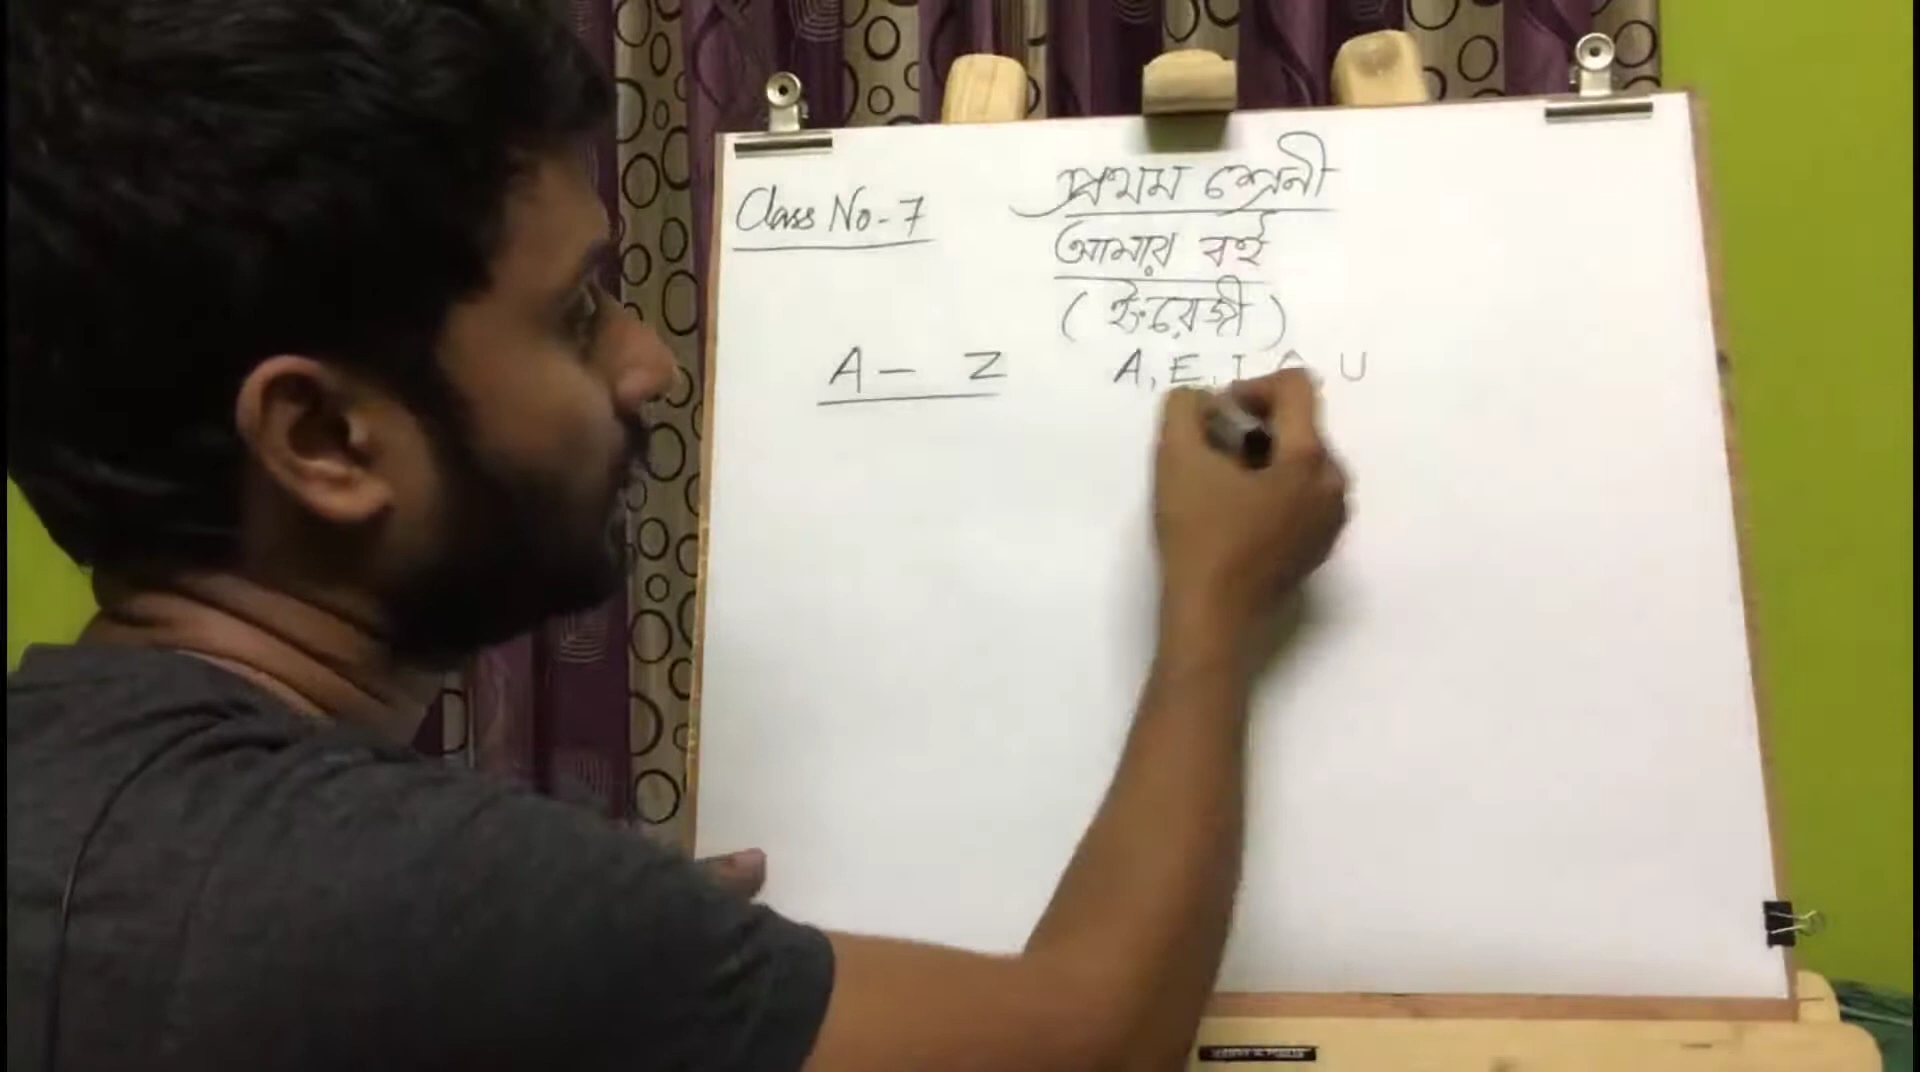 Class No-7
প্রথম শ্রেনী
আমার বই
(ইংরেজী)
A – Z
A, E, I, O, U